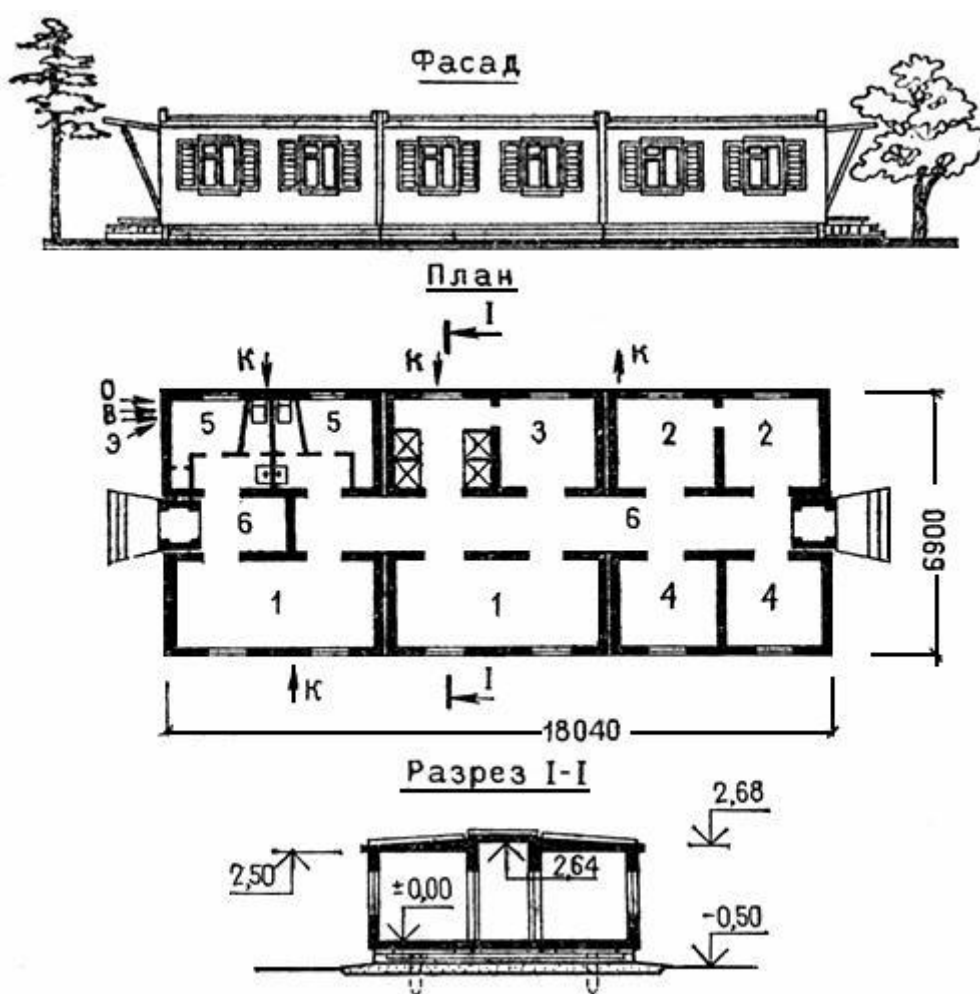 Фасад
План
I
К К К
О
В
Э
5 5 3 2 2
6 6
6900
1 1 4 4
К I
18040
Разрез I-I
2,68
2,50 ±0,00 2,64
-0,50